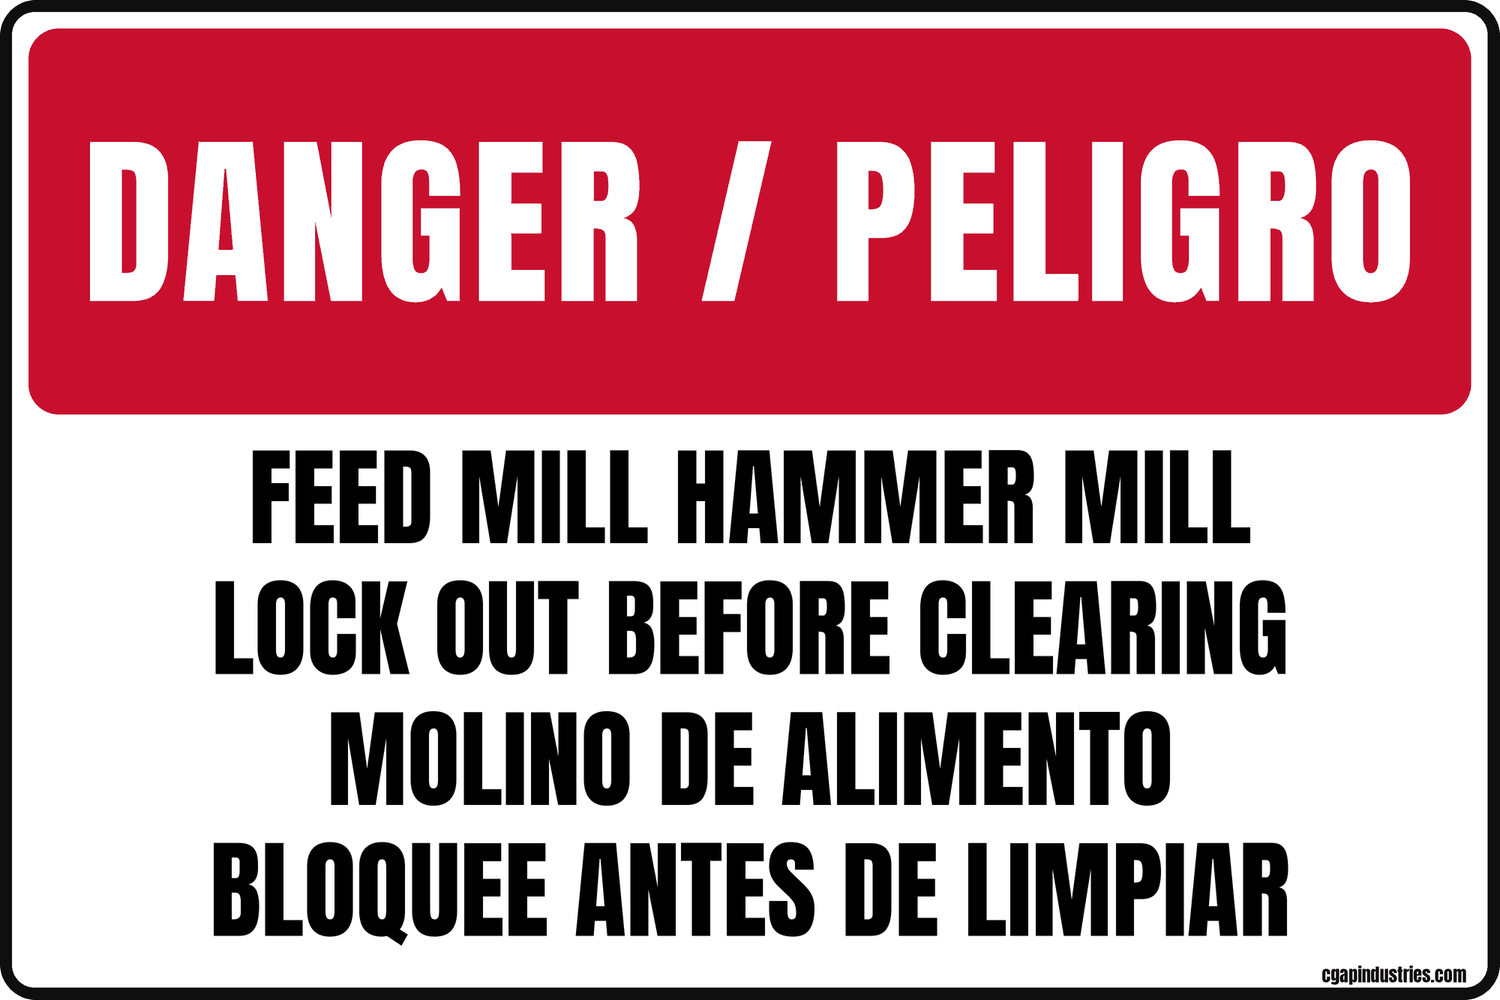 DANGER / PELIGRO
FEED MILL HAMMER MILL
LOCK OUT BEFORE CLEARING
MOLINO DE ALIMENTO
BLOQUEE ANTES DE LIMPIAR
cgapindustries.com